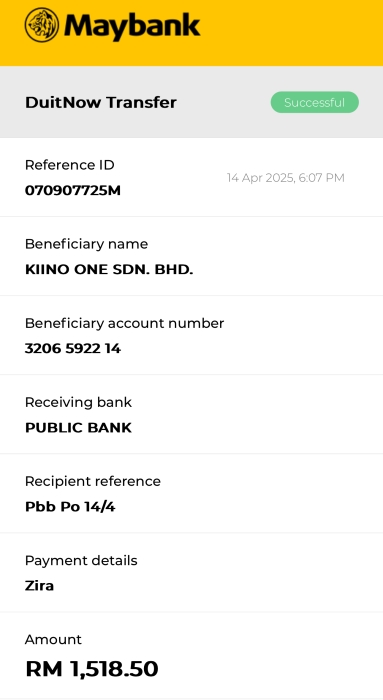 Maybank
DuitNow Transfer
Successful
Reference ID
14 Apr 2025, 6:07 PM
070907725M
Beneficiary name
KIINO ONE SDN. BHD.
Beneficiary account number
3206 5922 14
Receiving bank
PUBLIC BANK
Recipient reference
Pbb Po 14/4
Payment details
Zira
Amount
RM 1,518.50